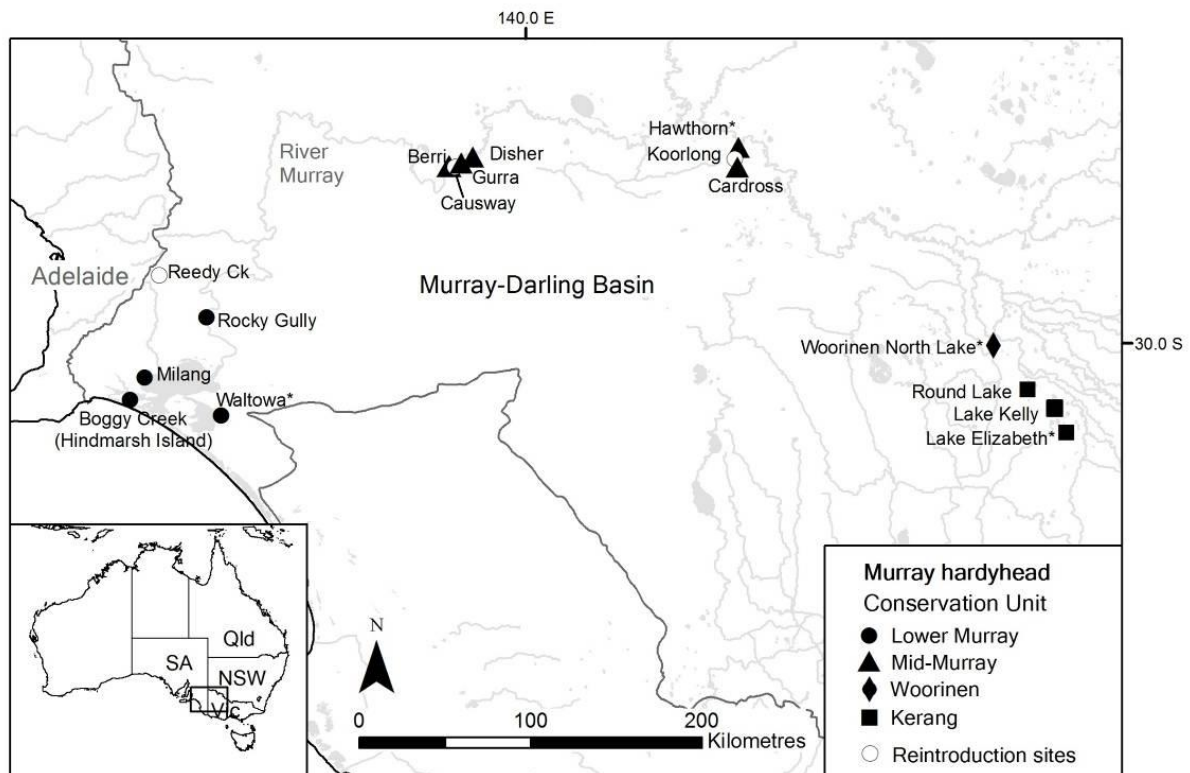 140.0 E
Hawthorn*
Koorlong
Cardross
Berri
Disher
Gurra
Causway
River
Murray
Adelaide
Reedy Ck
Murray-Darling Basin
Rocky Gully
30.0 S
Woorinen North Lake*
Milang
Round Lake
Waltowa*
Lake Kelly
Boggy Creek
(Hindmarsh Island)
Lake Elizabeth*
Qld
SA
NSW
Vic
N
0 100 200
Kilometres
Murray hardyhead
Conservation Unit
Lower Murray
Mid-Murray
Woorinen
Kerang
Reintroduction sites